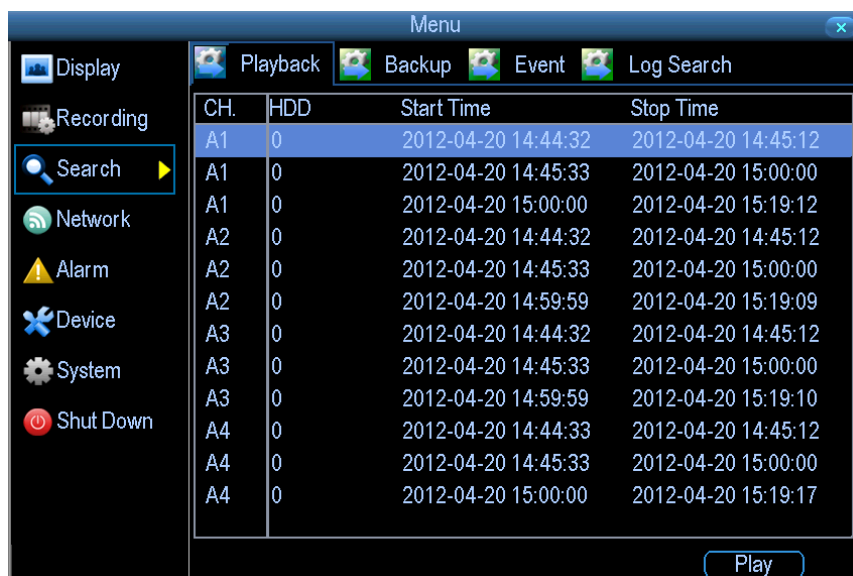 Menu
Display
Recording
Search
Network
Alarm
Device
System
Shut Down
Playback Backup Event Log Search
CH. HDD Start Time Stop Time
A1 0 2012-04-20 14:44:32 2012-04-20 14:45:12
A1 0 2012-04-20 14:45:33 2012-04-20 15:00:00
A1 0 2012-04-20 15:00:00 2012-04-20 15:19:12
A2 0 2012-04-20 14:44:32 2012-04-20 14:45:12
A2 0 2012-04-20 14:45:33 2012-04-20 15:00:00
A2 0 2012-04-20 14:59:59 2012-04-20 15:19:09
A3 0 2012-04-20 14:44:32 2012-04-20 14:45:12
A3 0 2012-04-20 14:45:33 2012-04-20 15:00:00
A3 0 2012-04-20 14:59:59 2012-04-20 15:19:10
A4 0 2012-04-20 14:44:33 2012-04-20 14:45:12
A4 0 2012-04-20 14:45:33 2012-04-20 15:00:00
A4 0 2012-04-20 15:00:00 2012-04-20 15:19:17
Play